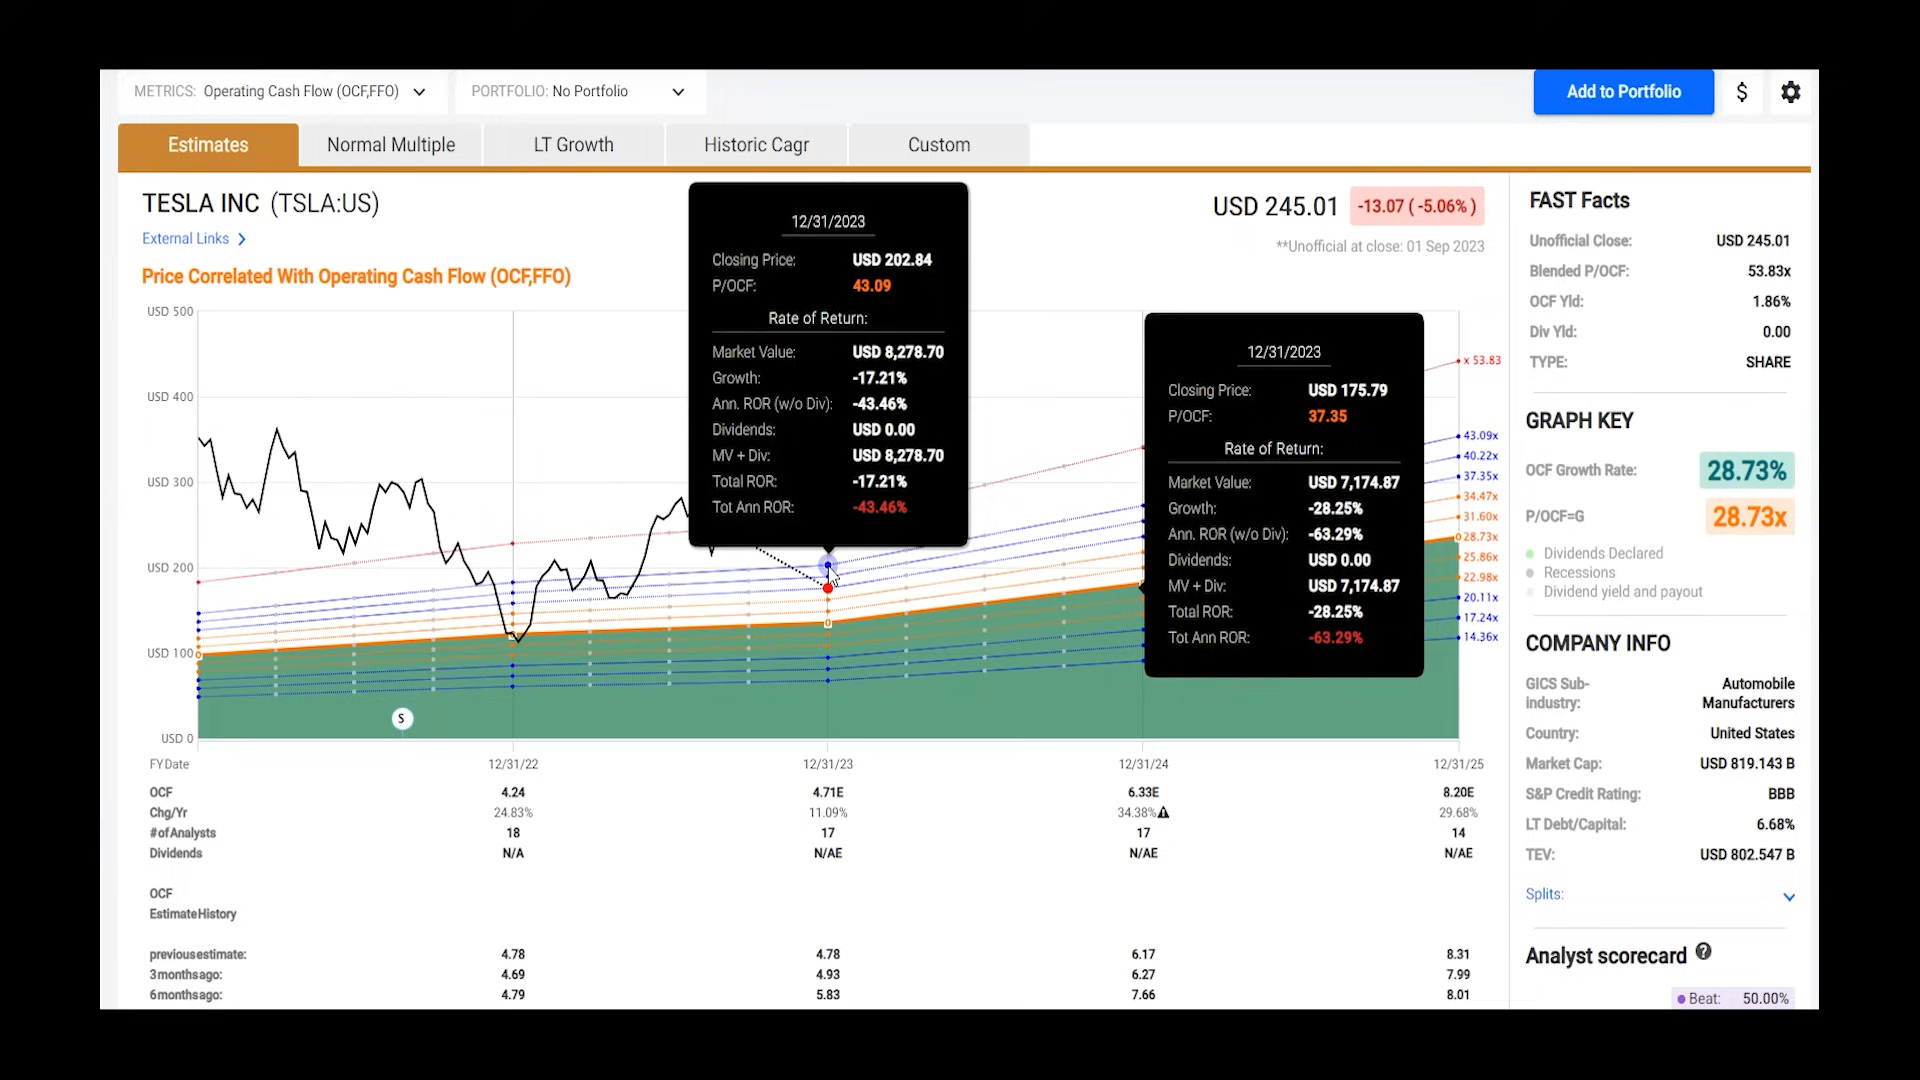 METRICS: Operating Cash Flow (OCF,FFO) PORTFOLIO: No Portfolio Add to Portfolio $
Estimates Normal Multiple LT Growth Historic Cagr Custom
TESLA INC (TSLA:US)
External Links
Price Correlated With Operating Cash Flow (OCF,FFO)
USD 245.01 -13.07 ( -5.06% )
**Unofficial at close: 01 Sep 2023
USD 500
USD 400
USD 300
USD 200
USD 100
USD 0
12/31/2023
Closing Price: USD 202.84
P/OCF: 43.09
Rate of Return:
Market Value: USD 8,278.70
Growth: -17.21%
Ann. ROR (w/o Div): -43.46%
Dividends: USD 0.00
MV + Div: USD 8,278.70
Total ROR: -17.21%
Tot Ann ROR: -43.46%
12/31/2023
Closing Price: USD 175.79
P/OCF: 37.35
Rate of Return:
Market Value: USD 7,174.87
Growth: -28.25%
Ann. ROR (w/o Div): -63.29%
Dividends: USD 0.00
MV + Div: USD 7,174.87
Total ROR: -28.25%
Tot Ann ROR: -63.29%
x 53.83
43.09x
40.22x
37.35x
34.47x
31.60x
28.73x
25.86x
22.98x
20.11x
17.24x
14.36x
S
FY Date 12/31/22 12/31/23 12/31/24 12/31/25
OCF 4.24 4.71E 6.33E 8.20E
Chg/Yr 24.83% 11.09% 34.38% 29.68%
# of Analysts 18 17 17 14
Dividends N/A N/AE N/AE N/AE
OCF
Estimate History
previous estimate: 4.78 4.78 6.17 8.31
3 months ago: 4.69 4.93 6.27 7.99
6 months ago: 4.79 5.83 7.66 8.01
FAST Facts
Unofficial Close: USD 245.01
Blended P/OCF: 53.83x
OCF Yld: 1.86%
Div Yld: 0.00
TYPE: SHARE
GRAPH KEY
OCF Growth Rate: 28.73%
P/OCF=G 28.73x
Dividends Declared
Recessions
Dividend yield and payout
COMPANY INFO
GICS Sub-Industry: Automobile Manufacturers
Country: United States
Market Cap: USD 819.143 B
S&P Credit Rating: BBB
LT Debt/Capital: 6.68%
TEV: USD 802.547 B
Splits:
Analyst scorecard ?
Beat: 50.00%